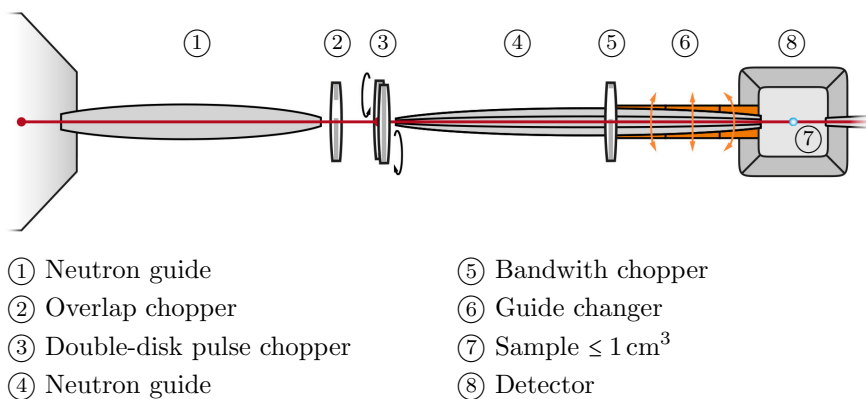 ① ② ③ ④ ⑤ ⑥ ⑧
⑦
① Neutron guide
② Overlap chopper
③ Double-disk pulse chopper
④ Neutron guide
⑤ Bandwith chopper
⑥ Guide changer
⑦ Sample ≤ 1 cm³
⑧ Detector